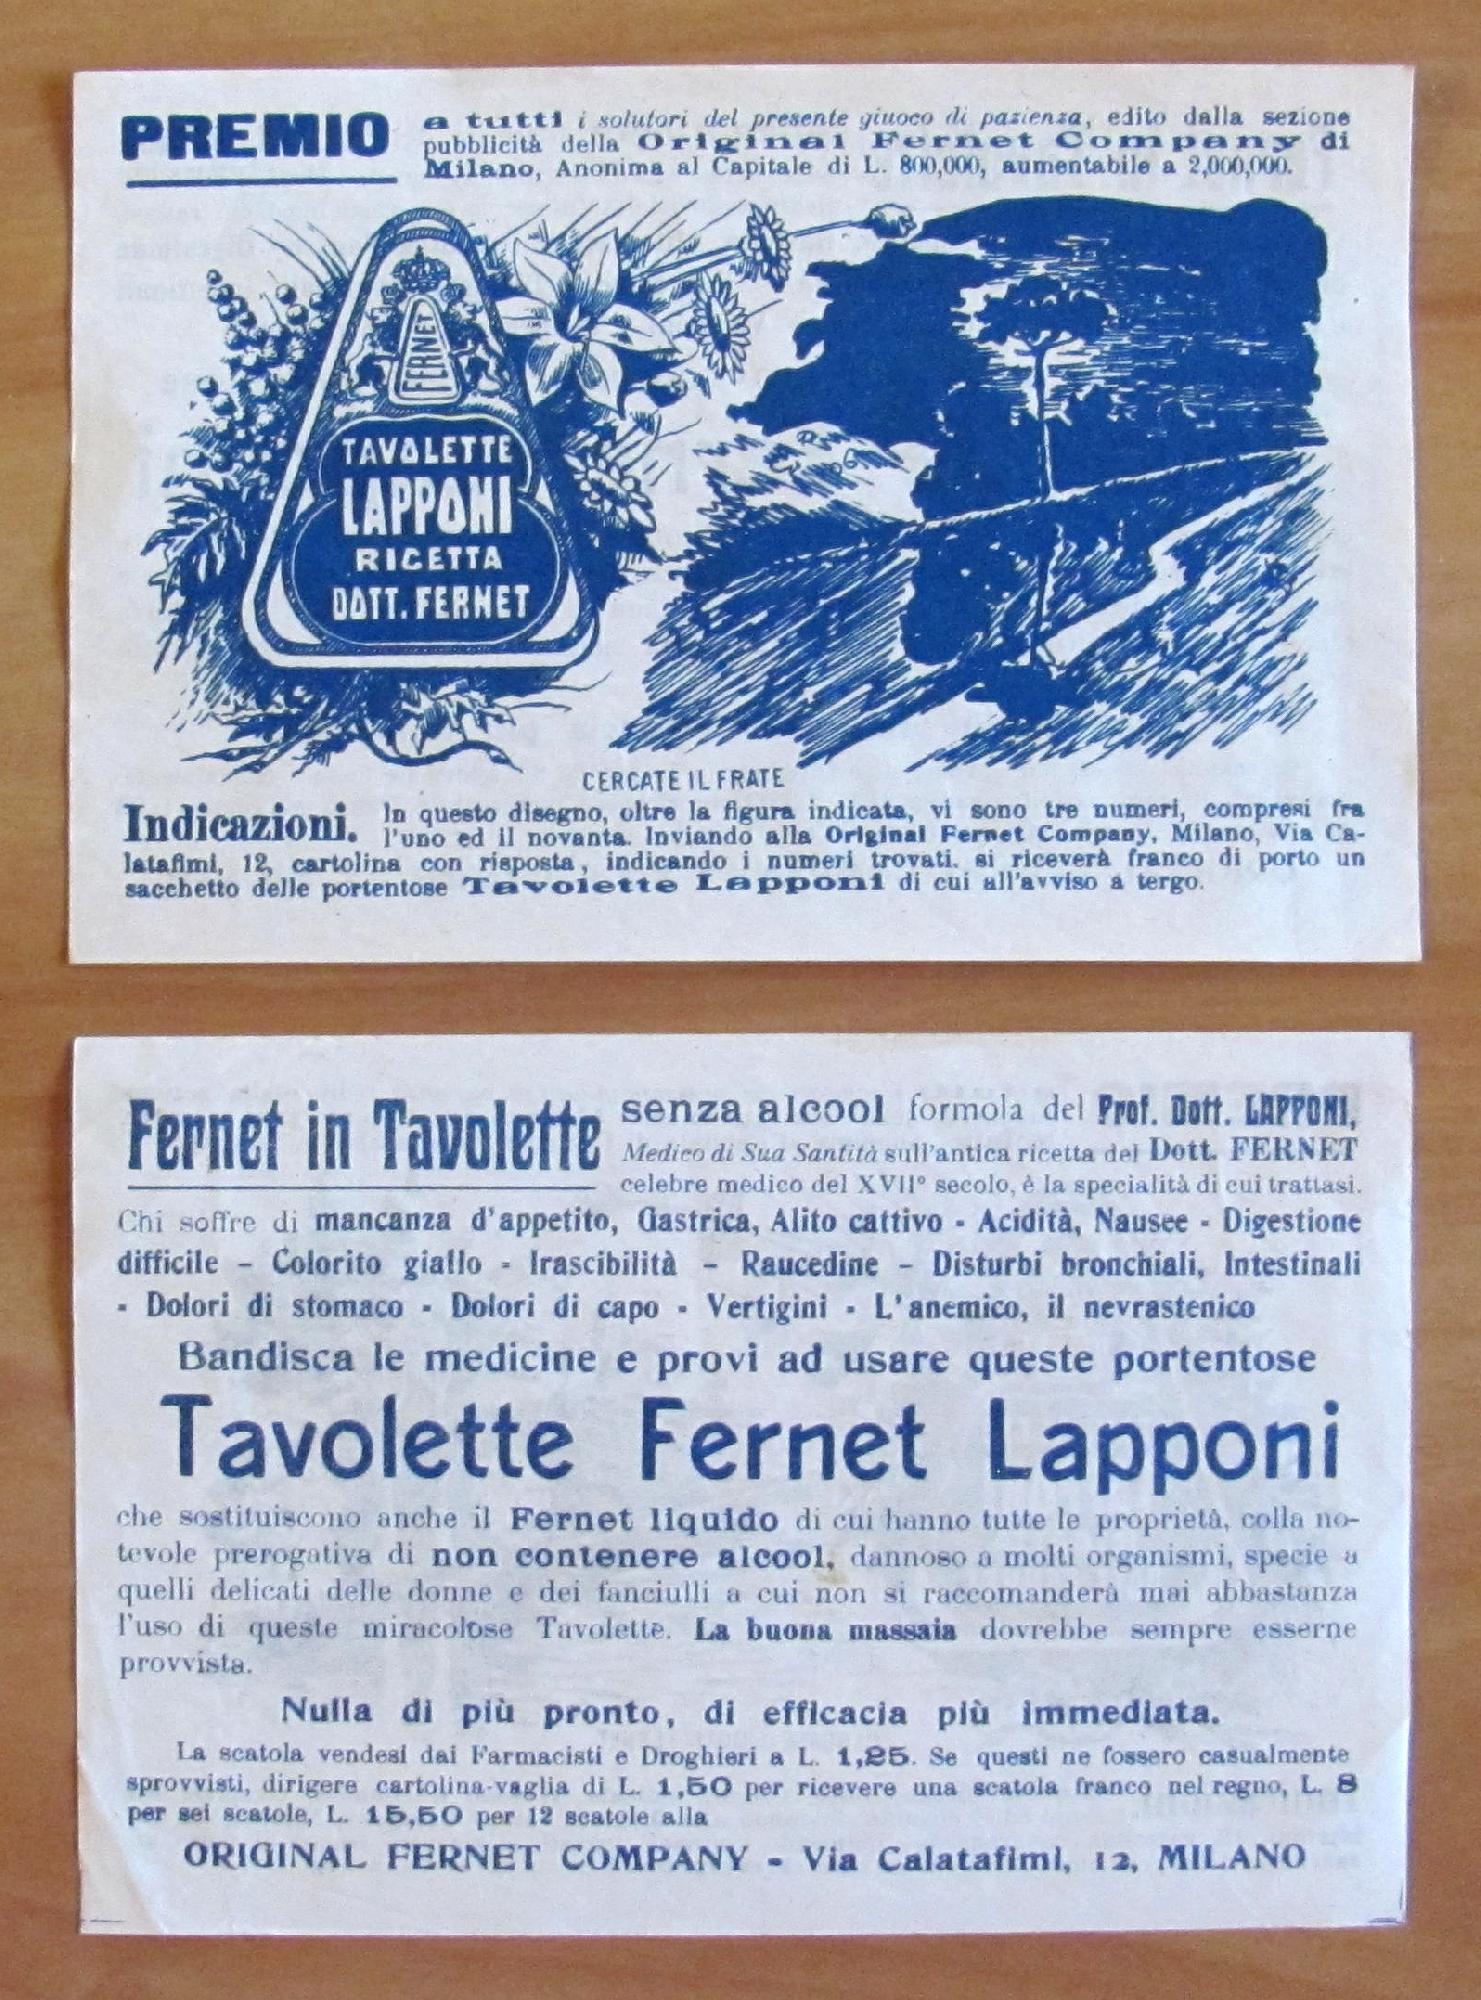 PREMIO
a tutti i solutori del presente giuoco di pazienza, edito dalla sezione
pubblicità della Original Fernet Company di
Milano, Anonima al Capitale di L. 800,000, aumentabile a 2,000,000.
FERNET
TAVOLETTE
LAPPONI
RICETTA
DOTT. FERNET
CERCATE IL FRATE
Indicazioni. In questo disegno, oltre la figura indicata, vi sono tre numeri, compresi fra
l'uno ed il novanta. Inviando alla Original Fernet Company, Milano, Via Ca-
latafimi, 12, cartolina con risposta, indicando i numeri trovati, si riceverà franco di porto un
sacchetto delle portentose Tavolette Lapponi di cui all'avviso a tergo.
Fernet in Tavolette senza alcool formola del Prof. Dott. LAPPONI,
Medico di Sua Santità sull'antica ricetta del Dott. FERNET
celebre medico del XVII° secolo, è la specialità di cui trattasi.
Chi soffre di mancanza d'appetito, Gastrica, Alito cattivo - Acidità, Nausee - Digestione
difficile - Colorito giallo - Irascibilità - Raucedine - Disturbi bronchiali, Intestinali
- Dolori di stomaco - Dolori di capo - Vertigini - L'anemico, il nevrastenico
Bandisca le medicine e provi ad usare queste portentose
Tavolette Fernet Lapponi
che sostituiscono anche il Fernet liquido di cui hanno tutte le proprietà, colla no-
tevole prerogativa di non contenere alcool, dannoso a molti organismi, specie a
quelli delicati delle donne e dei fanciulli a cui non si raccomanderà mai abbastanza
l'uso di queste miracolose Tavolette. La buona massaia dovrebbe sempre esserne
provvista.
Nulla di più pronto, di efficacia più immediata.
La scatola vendesi dai Farmacisti e Droghieri a L. 1,25. Se questi ne fossero casualmente
sprovvisti, dirigere cartolina-vaglia di L. 1,50 per ricevere una scatola franco nel regno, L. 8
per sei scatole, L. 15,50 per 12 scatole alla
ORIGINAL FERNET COMPANY - Via Calatafimi, 12, MILANO